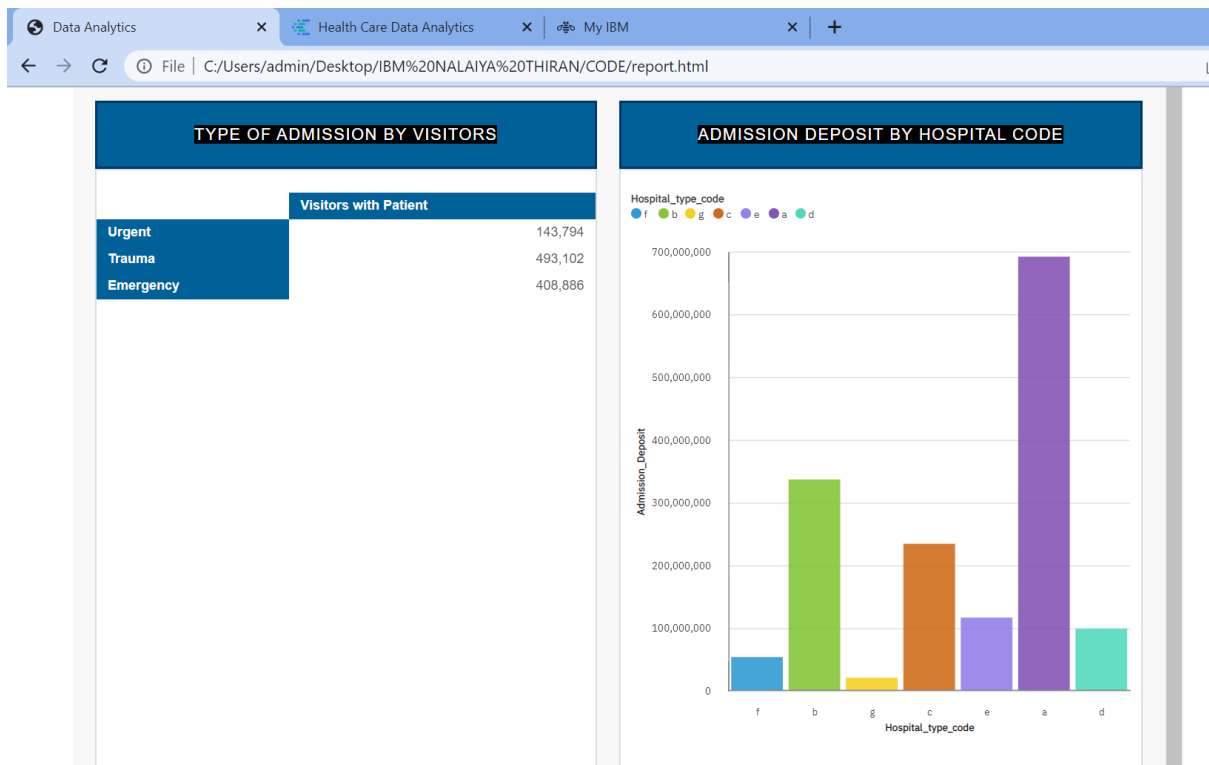 Data Analytics
Health Care Data Analytics
My IBM
File C:/Users/admin/Desktop/IBM%20NALAIYA%20THIRAN/CODE/report.html
TYPE OF ADMISSION BY VISITORS
Visitors with Patient
Urgent 143,794
Trauma 493,102
Emergency 408,886
ADMISSION DEPOSIT BY HOSPITAL CODE
Hospital_type_code
f b g c e a d
Admission_Deposit
700,000,000
600,000,000
500,000,000
400,000,000
300,000,000
200,000,000
100,000,000
0
f b g c e a d
Hospital_type_code